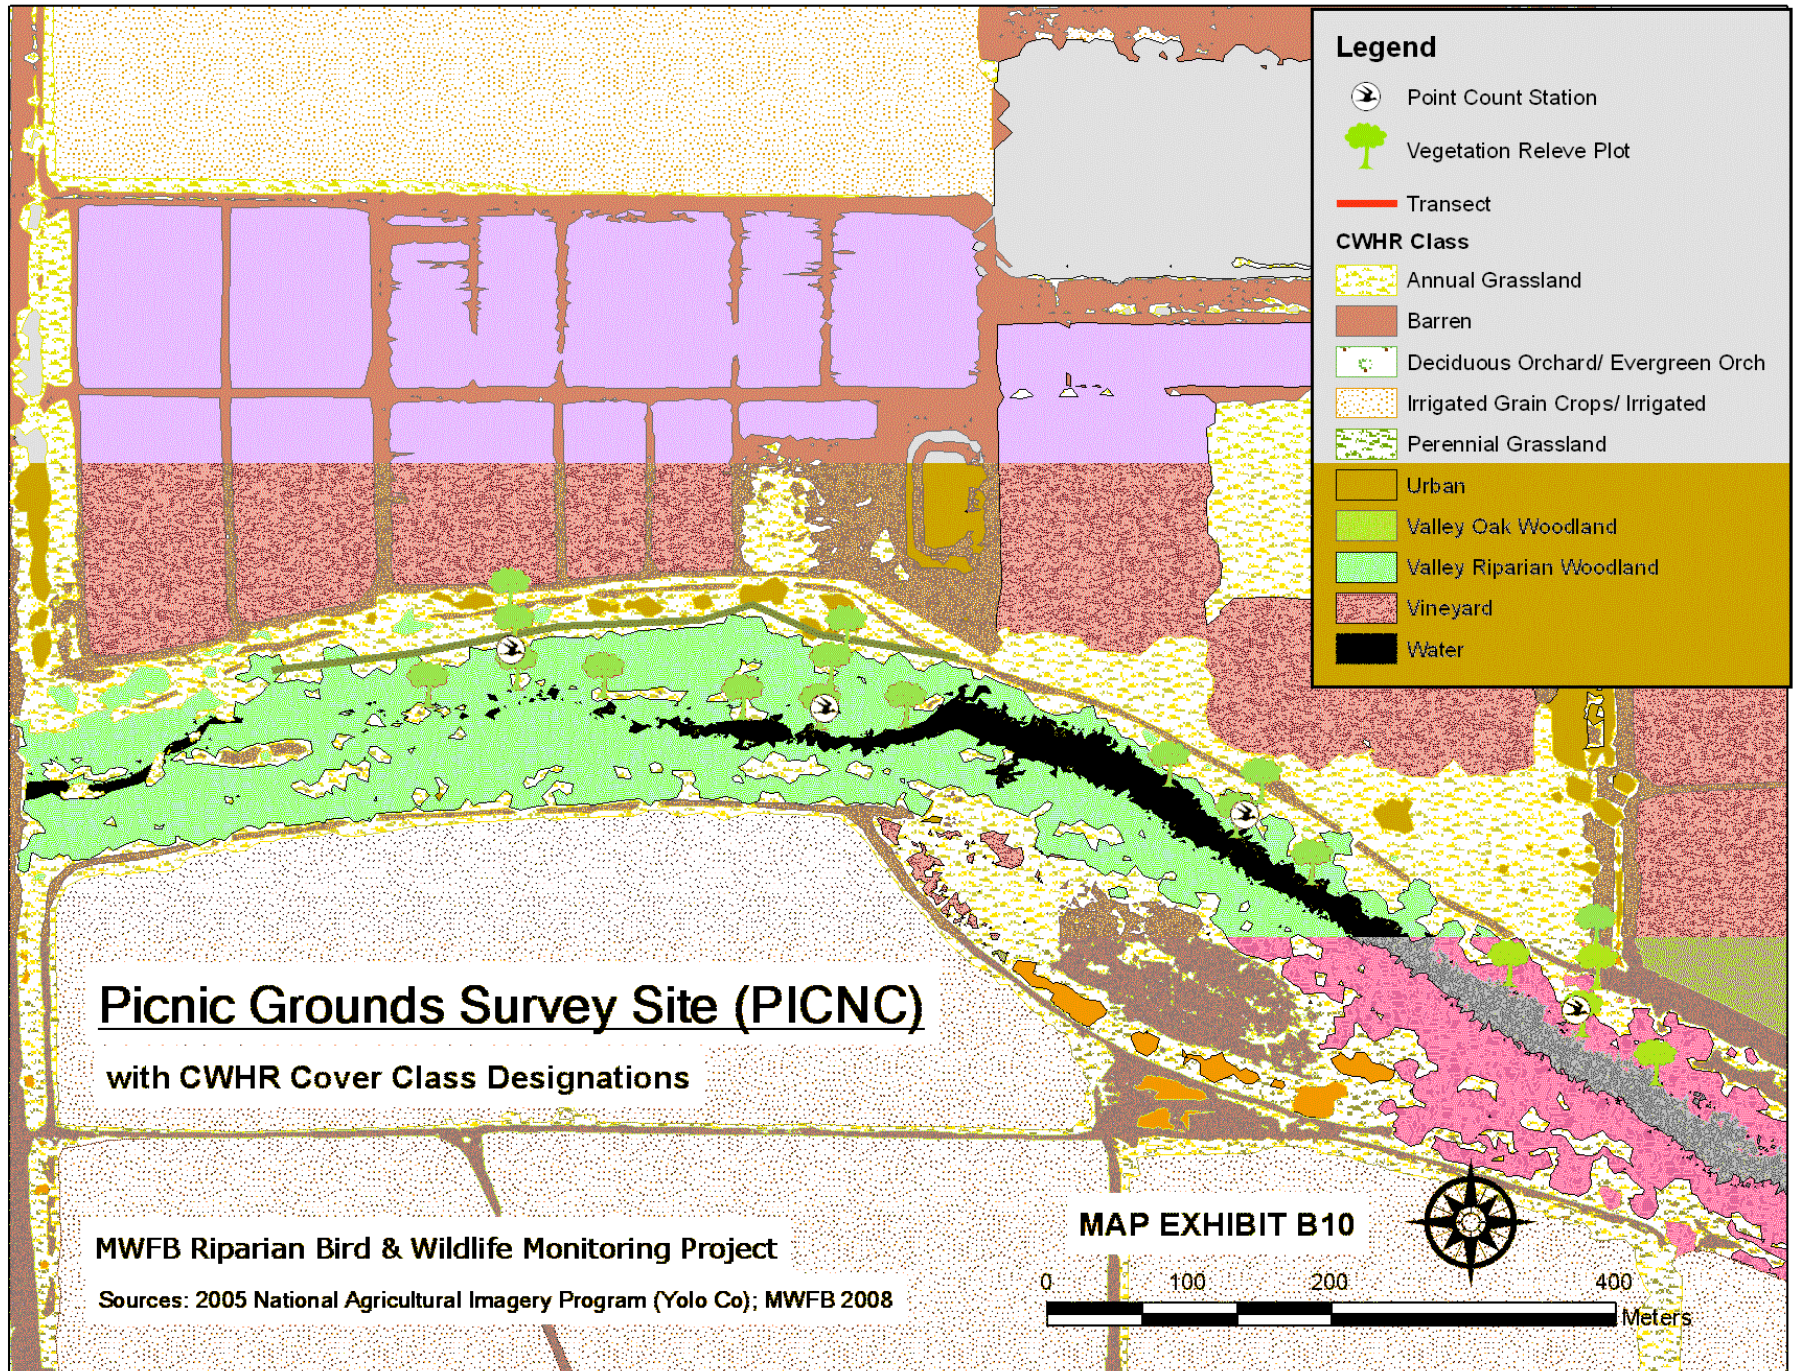 Legend
Point Count Station
Vegetation Releve Plot
Transect
CWHR Class
Annual Grassland
Barren
Deciduous Orchard/ Evergreen Orch
Irrigated Grain Crops/ Irrigated
Perennial Grassland
Urban
Valley Oak Woodland
Valley Riparian Woodland
Vineyard
Water
Picnic Grounds Survey Site (PICNC)
with CWHR Cover Class Designations
MWFB Riparian Bird & Wildlife Monitoring Project
Sources: 2005 National Agricultural Imagery Program (Yolo Co); MWFB 2008
MAP EXHIBIT B10
0 100 200 400
Meters